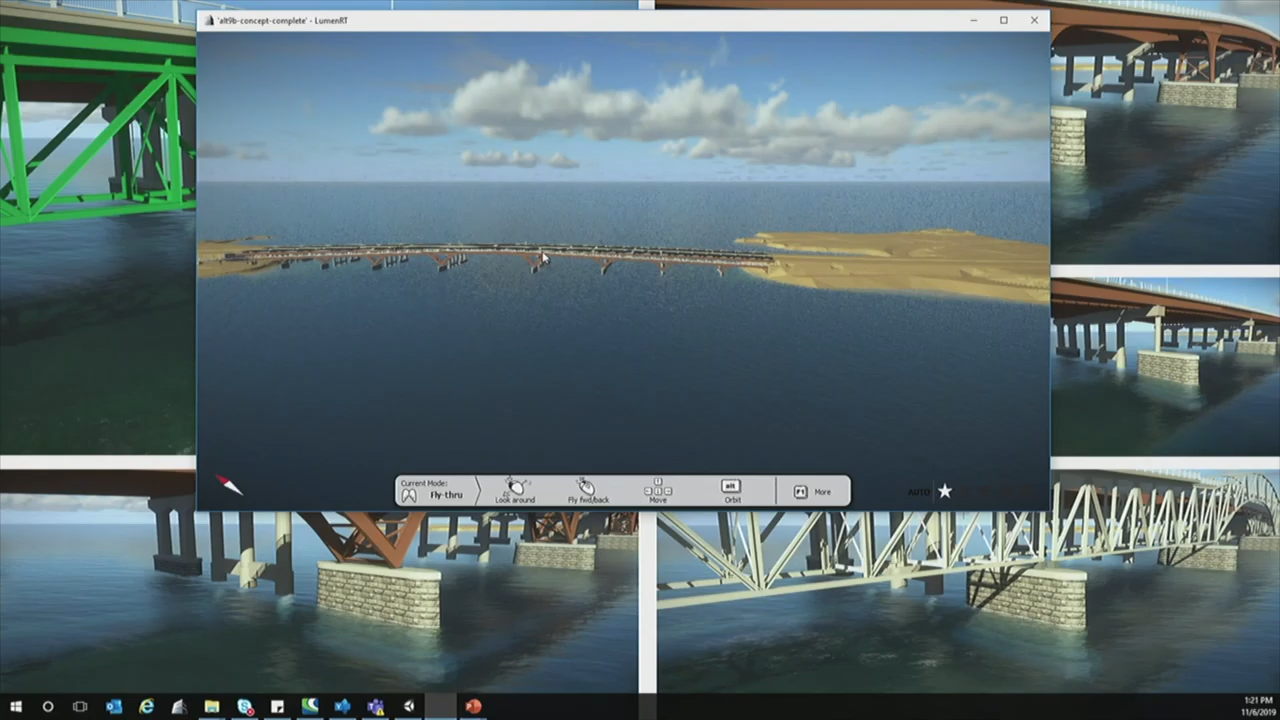 'alt9b-concept-complete' - LumenRT
Current Mode:
Fly-thru
Look around
Fly fwd/back
Move
alt
Orbit
F1
More
AUTO
1:21 PM
11/6/2019